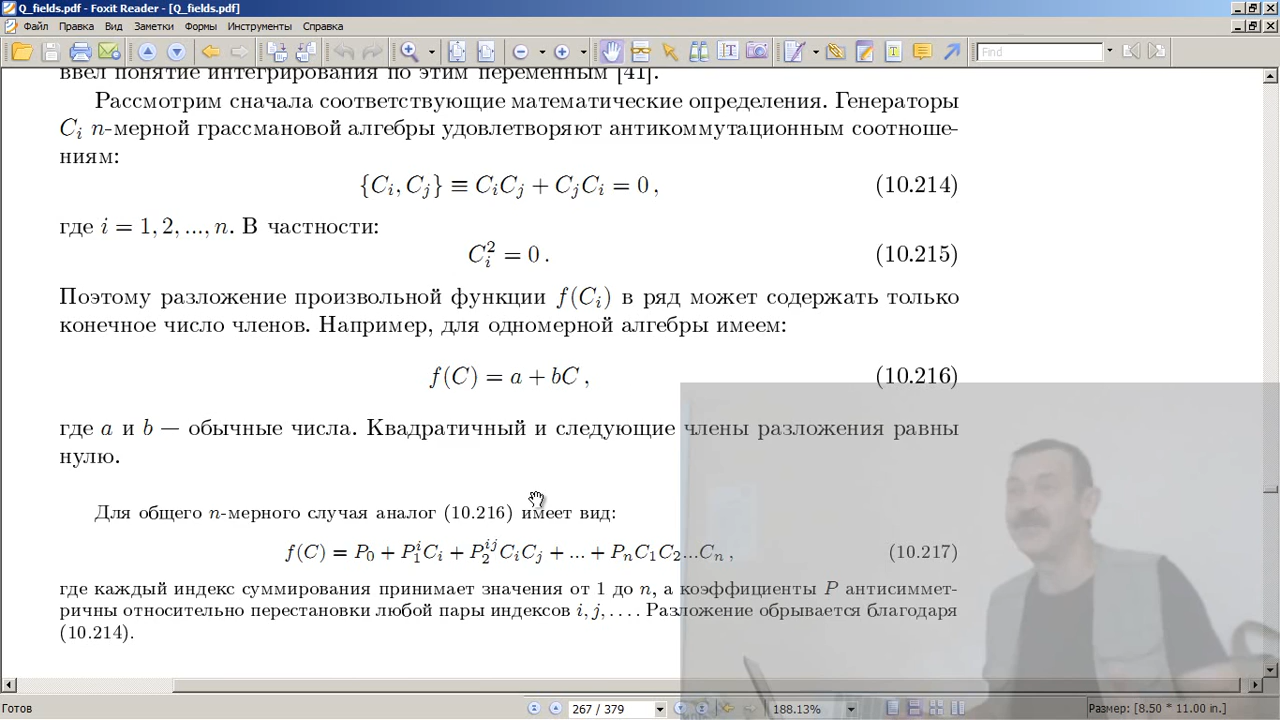 Q_fields.pdf - Foxit Reader - [Q_fields.pdf]
Файл Правка Вид Заметки Формы Инструменты Справка
Find
ввел понятие интегрирования по этим переменным [41].
Рассмотрим сначала соответствующие математические определения. Генераторы
C_i n-мерной грассмановой алгебры удовлетворяют антикоммутационным соотноше-
ниям:
{C_i, C_j} ≡ C_iC_j + C_jC_i = 0 , (10.214)
где i = 1, 2, ..., n. В частности:
C_i^2 = 0 . (10.215)
Поэтому разложение произвольной функции f(C_i) в ряд может содержать только
конечное число членов. Например, для одномерной алгебры имеем:
f(C) = a + bC , (10.216)
где a и b — обычные числа. Квадратичный и следующие члены разложения равны
нулю.
Для общего n-мерного случая аналог (10.216) имеет вид:
f(C) = P_0 + P_1^i C_i + P_2^{ij} C_iC_j + ... + P_nC_1C_2...C_n , (10.217)
где каждый индекс суммирования принимает значения от 1 до n, а коэффициенты P антисиммет-
ричны относительно перестановки любой пары индексов i, j, . . . . Разложение обрывается благодаря
(10.214).
Готов 267 / 379 188.13% Размер: [8.50 * 11.00 in.]